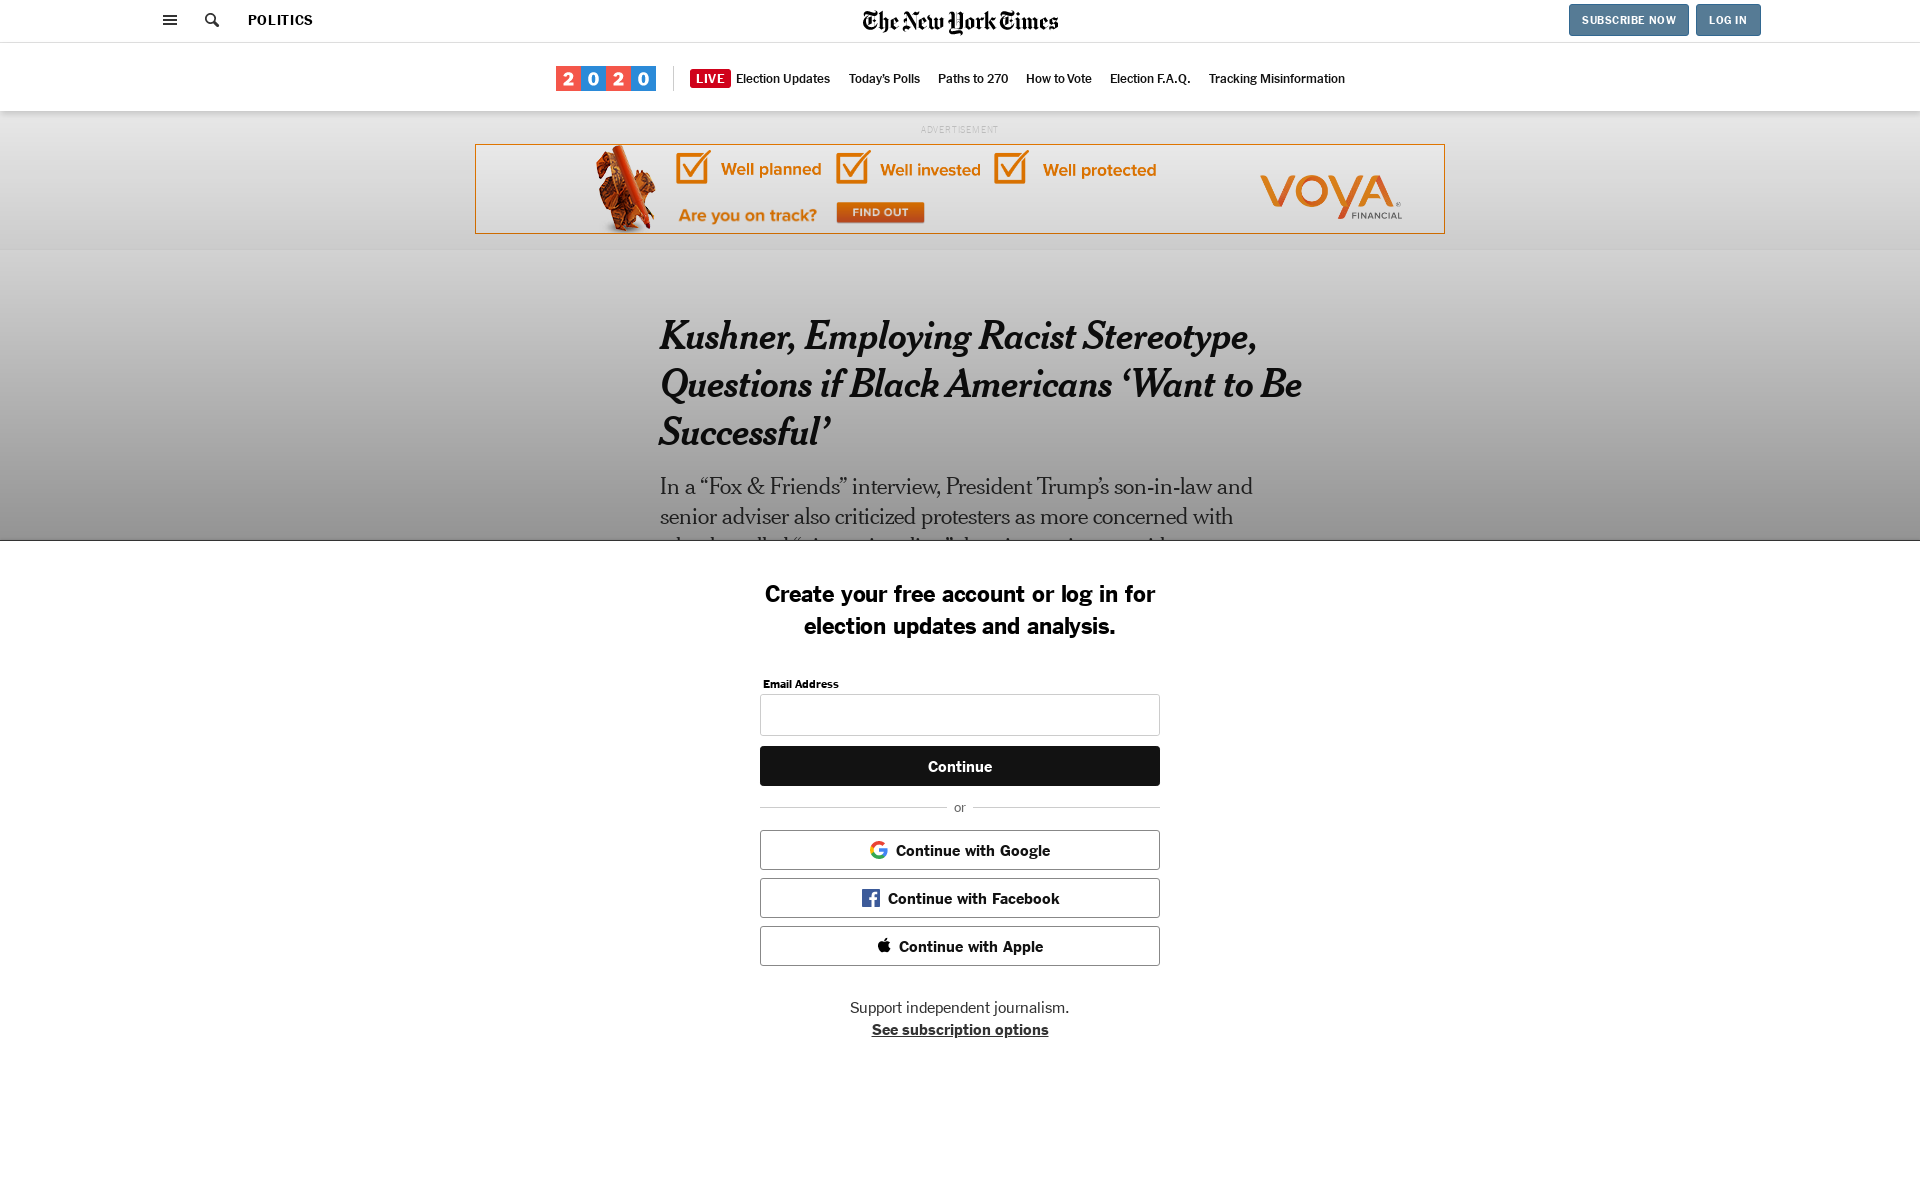 POLITICS
The New York Times
SUBSCRIBE NOW
LOG IN
2020
LIVE Election Updates
Today's Polls
Paths to 270
How to Vote
Election F.A.Q.
Tracking Misinformation
ADVERTISEMENT
Well planned
Well invested
Well protected
Are you on track?
FIND OUT
VOYA®
FINANCIAL
Kushner, Employing Racist Stereotype,
Questions if Black Americans ‘Want to Be
Successful’
In a “Fox & Friends” interview, President Trump’s son-in-law and
senior adviser also criticized protesters as more concerned with
Create your free account or log in for
election updates and analysis.
Email Address
Continue
or
Continue with Google
Continue with Facebook
Continue with Apple
Support independent journalism.
See subscription options